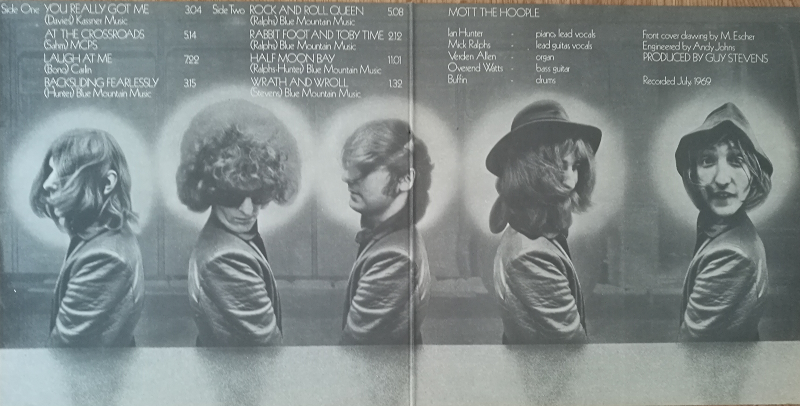 Side One YOU REALLY GOT ME 3:04
(Davies) Kassner Music
AT THE CROSSROADS 5:14
(Sahm) MCPS
LAUGH AT ME 7:22
(Bono) Carlin
BACKSLIDING FEARLESSLY 3:15
(Hunter) Blue Mountain Music
Side Two ROCK AND ROLL QUEEN 5:08
(Ralphs) Blue Mountain Music
RABBIT FOOT AND TOBY TIME 2:12
(Ralphs) Blue Mountain Music
HALF MOON BAY 11:01
(Ralphs-Hunter) Blue Mountain Music
WRATH AND WROLL 1:32
(Stevens) Blue Mountain Music
MOTT THE HOOPLE
Ian Hunter - piano, lead vocals
Mick Ralphs - lead guitar, vocals
Verden Allen - organ
Overend Watts - bass guitar
Buffin - drums
Front cover drawing by M. Escher
Engineered by Andy Johns
PRODUCED BY GUY STEVENS
Recorded July, 1969